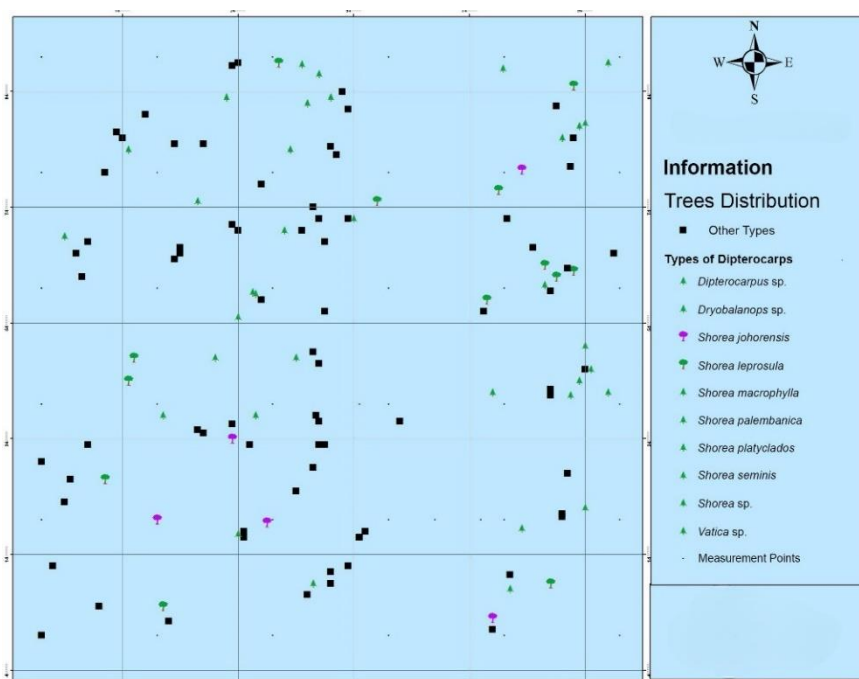 N
W E
S
Information
Trees Distribution
Other Types
Types of Dipterocarps
Dipterocarpus sp.
Dryobalanops sp.
Shorea johorensis
Shorea leprosula
Shorea macrophylla
Shorea palembanica
Shorea platyclados
Shorea seminis
Shorea sp.
Vatica sp.
Measurement Points